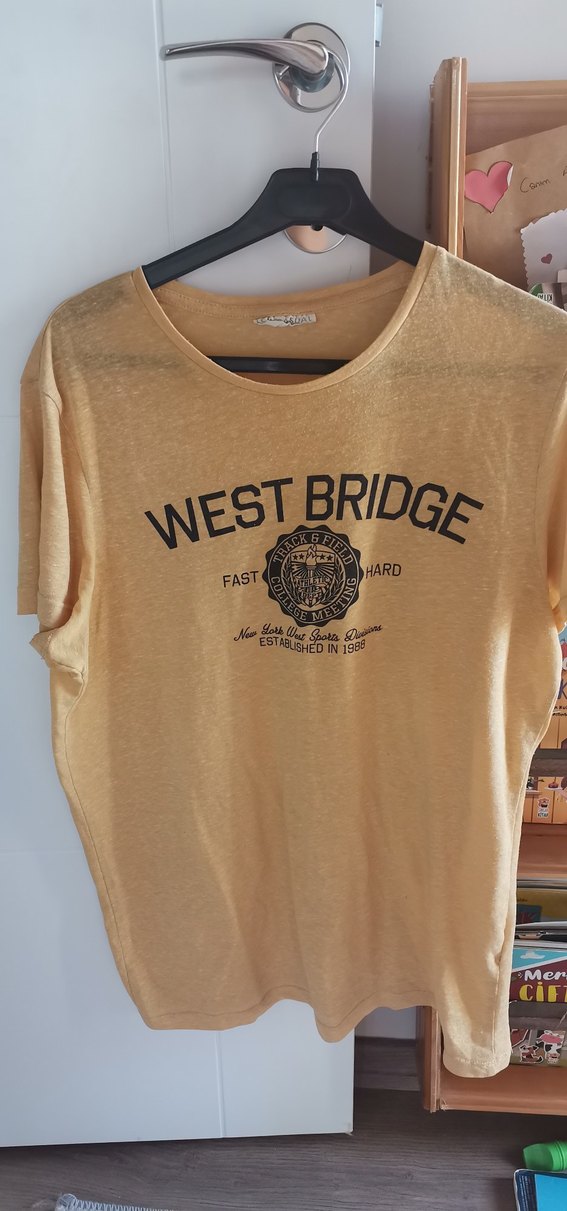 WEST BRIDGE
TRACK & FIELD
FAST HARD
COLLEGE MEETING
New York West Sports Divisions
ESTABLISHED IN 1988